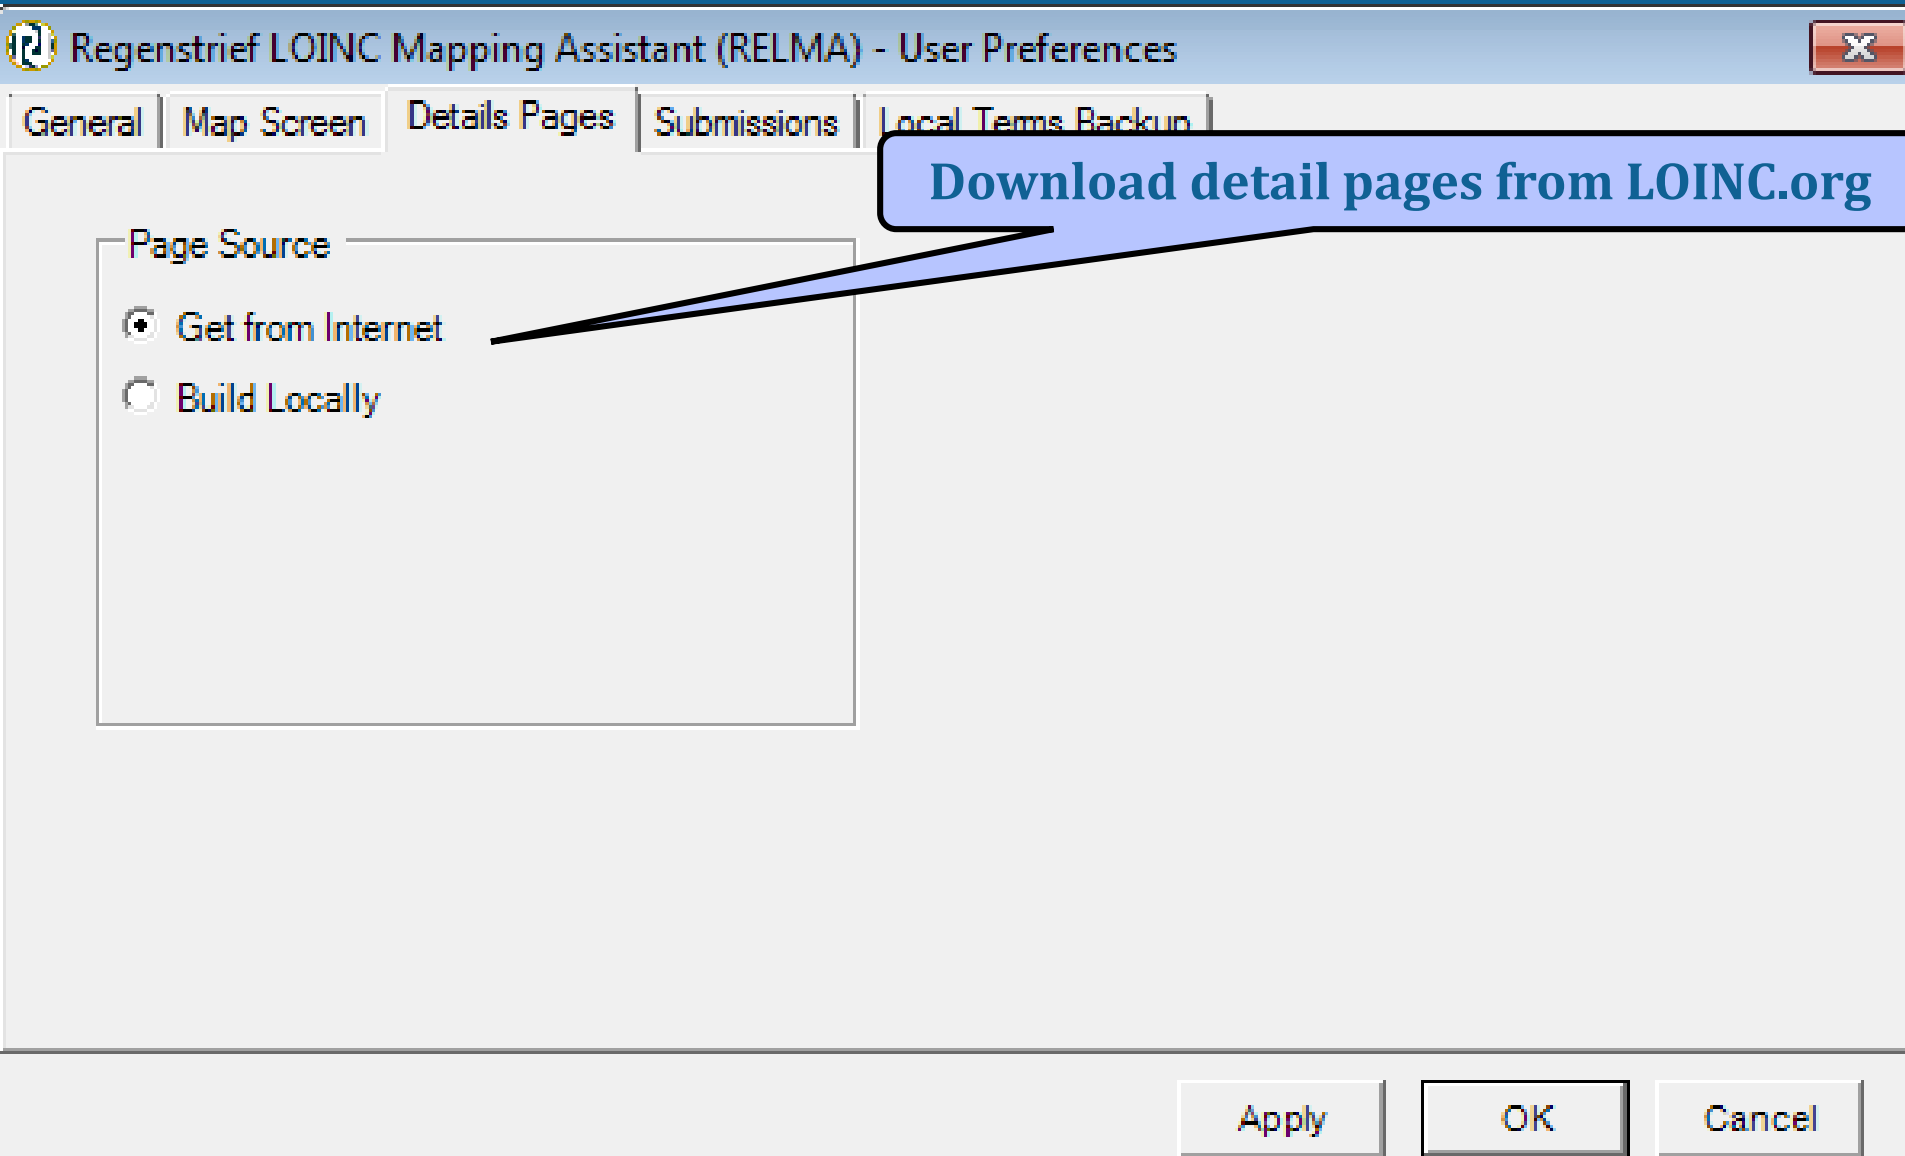 Regenstrief LOINC Mapping Assistant (RELMA) - User Preferences
General Map Screen Details Pages Submissions Local Terms Backup
Download detail pages from LOINC.org
Page Source
Get from Internet
Build Locally
Apply OK Cancel